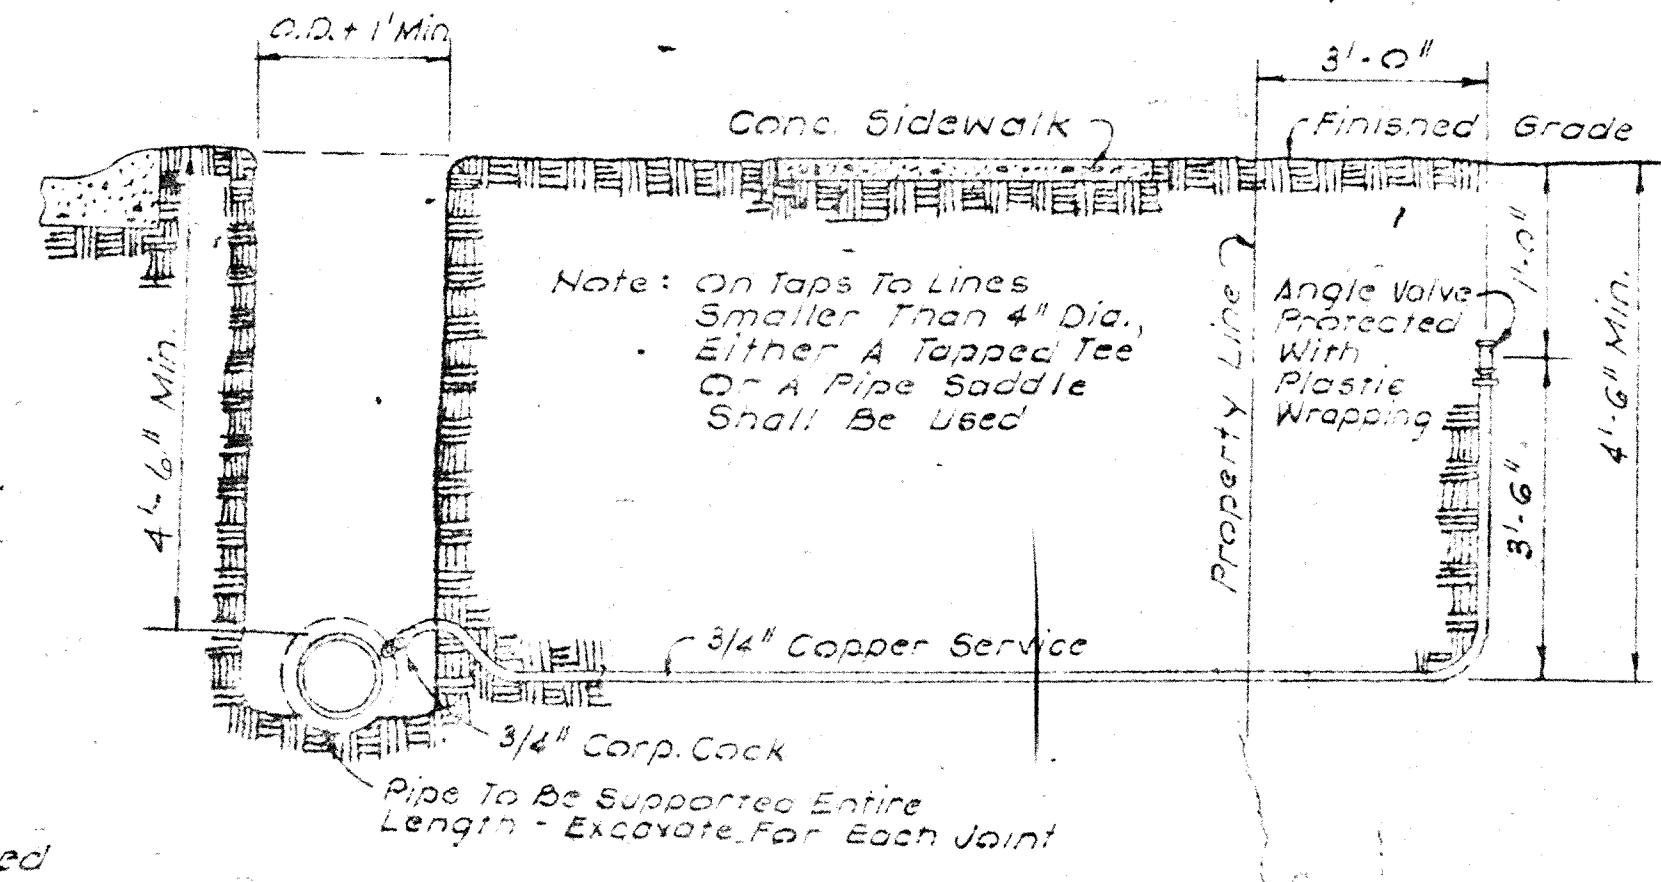 O.D. + 1' Min
3'-0"
Conc. Sidewalk
Finished Grade
Note: On Taps To Lines
Smaller Than 4" Dia.,
Either A Tapped Tee
Or A Pipe Saddle
Shall Be Used
Property Line
Angle Valve
Protected
With
Plastic
Wrapping
1'-0"
4'-6" Min.
4'-6" Min.
3'-6"
3/4" Copper Service
3/4" Corp. Cock
Pipe To Be Supported Entire
Length - Excavate For Each Joint
ed